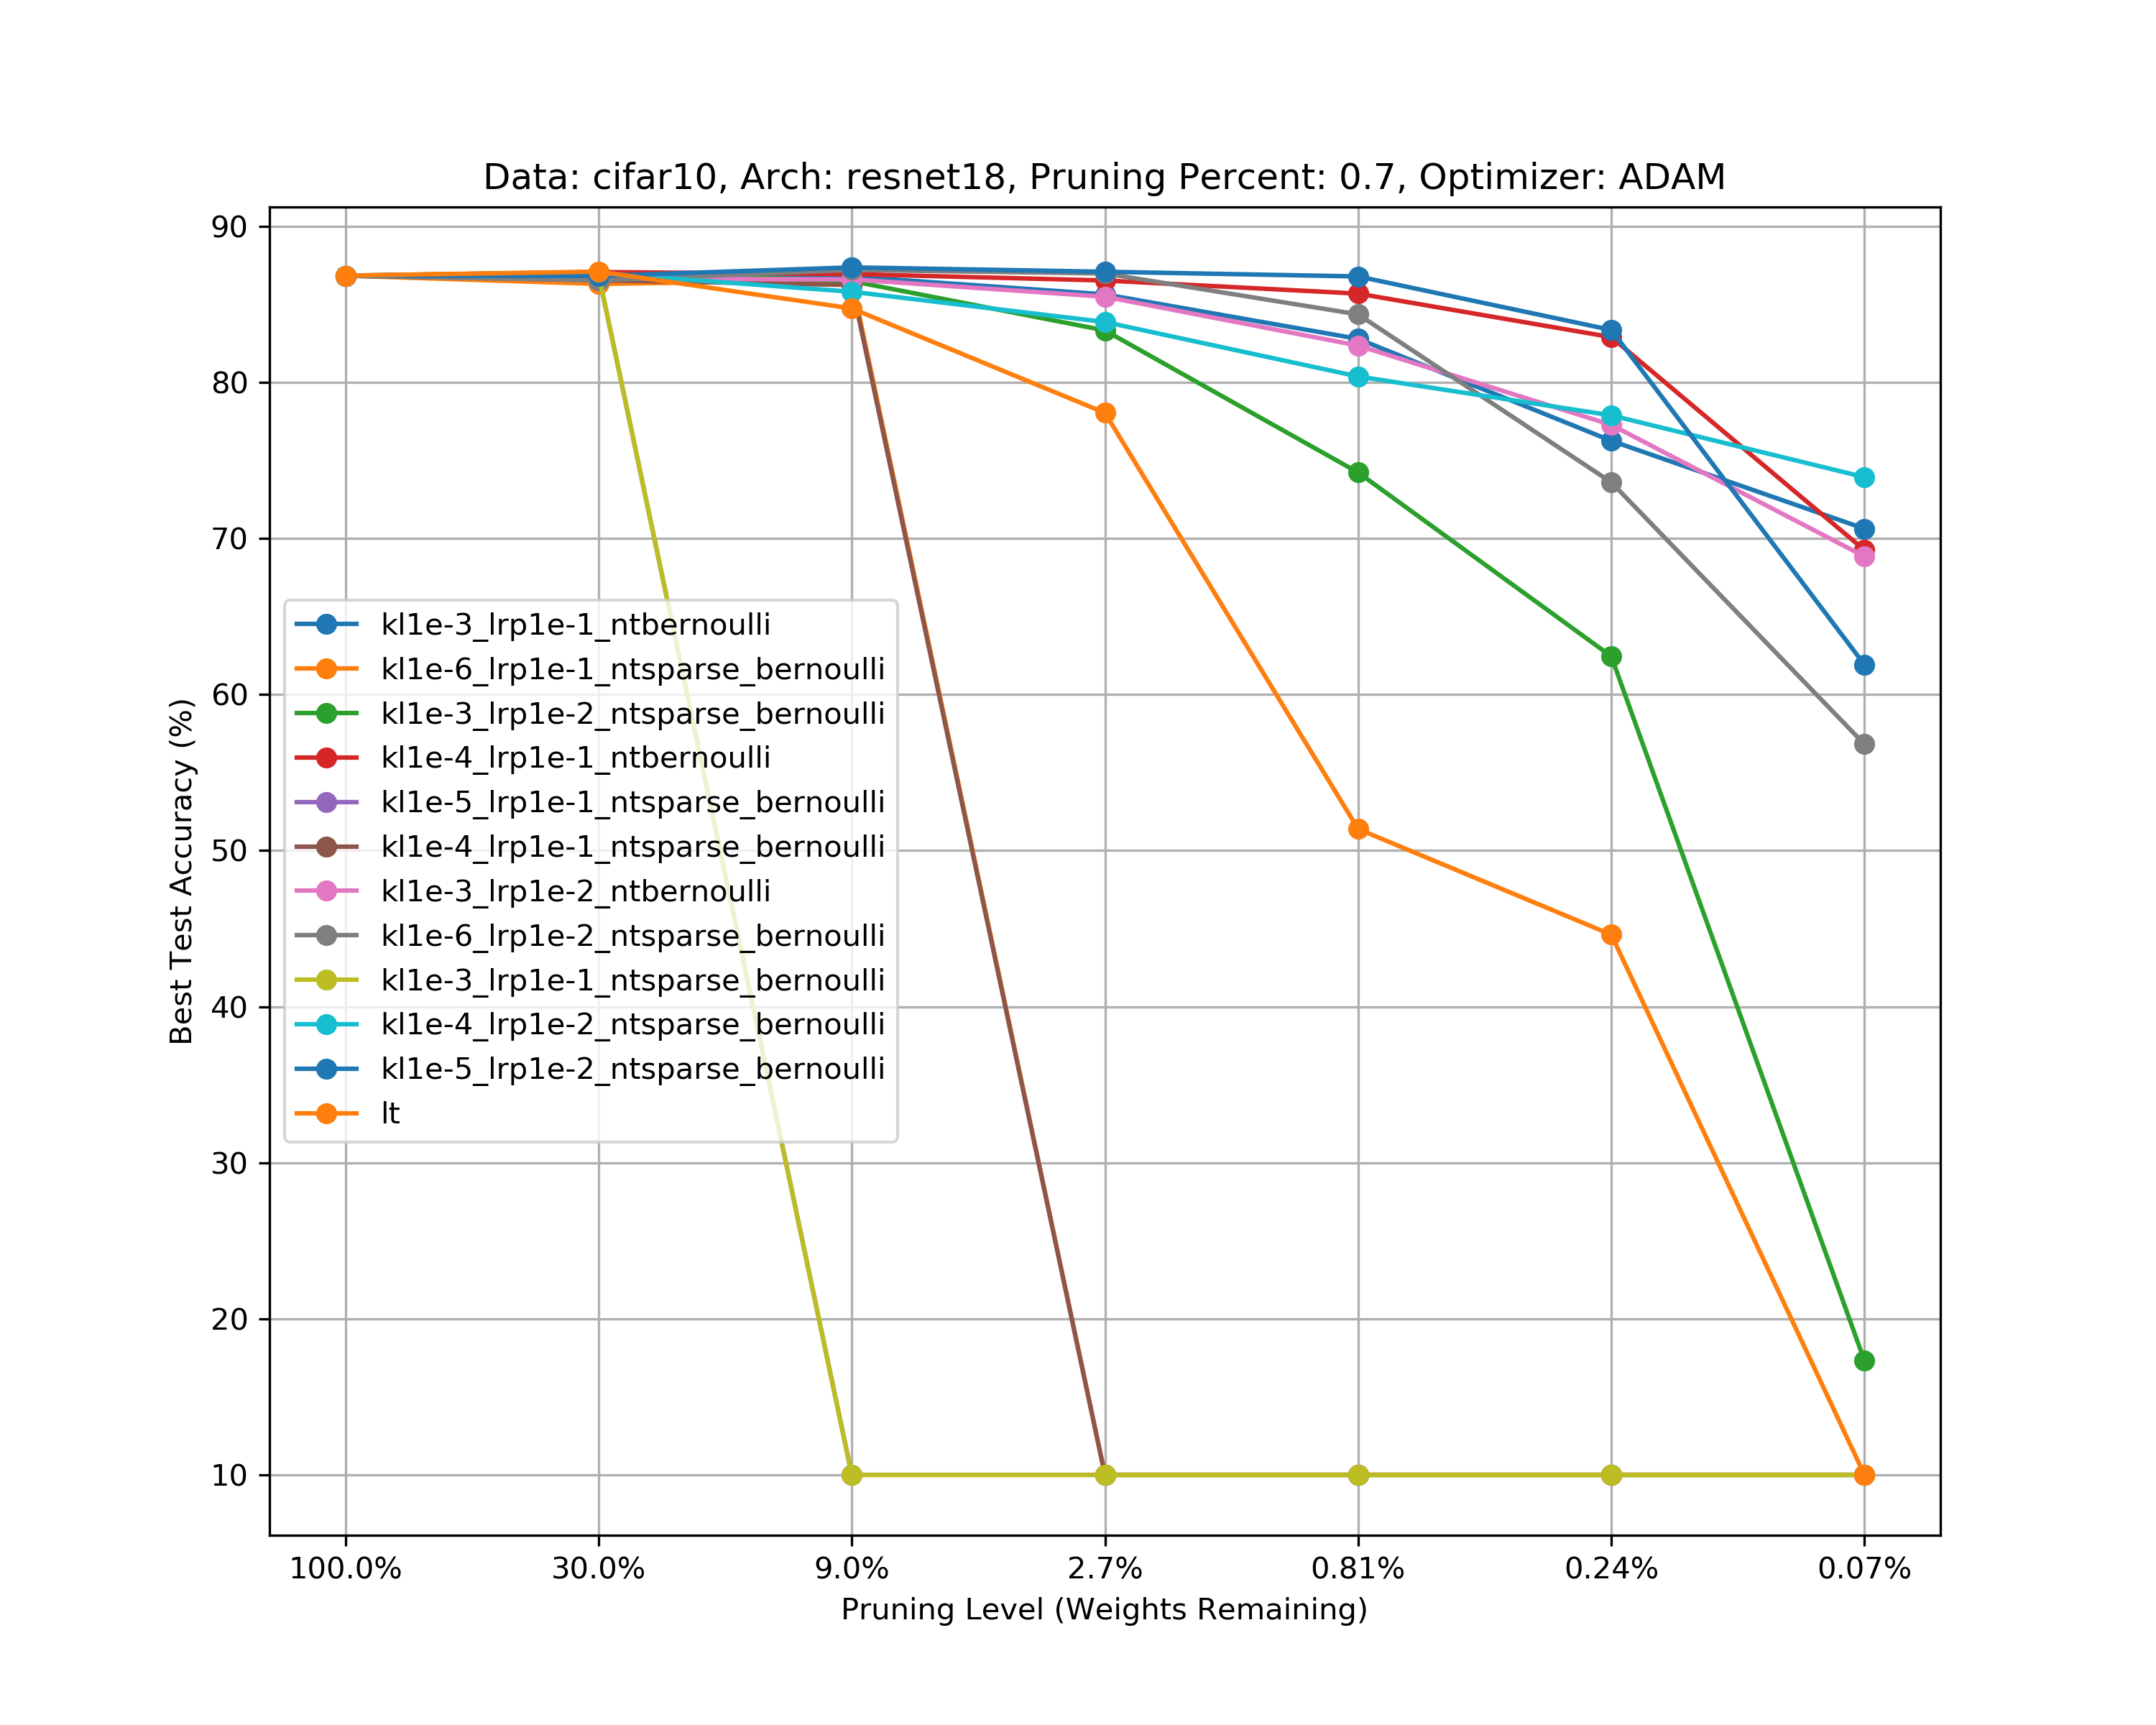 Data: cifar10, Arch: resnet18, Pruning Percent: 0.7, Optimizer: ADAM
90
80
70
60
50
40
30
20
10
Best Test Accuracy (%)
kl1e-3_lrp1e-1_ntbernoulli
kl1e-6_lrp1e-1_ntsparse_bernoulli
kl1e-3_lrp1e-2_ntsparse_bernoulli
kl1e-4_lrp1e-1_ntbernoulli
kl1e-5_lrp1e-1_ntsparse_bernoulli
kl1e-4_lrp1e-1_ntsparse_bernoulli
kl1e-3_lrp1e-2_ntbernoulli
kl1e-6_lrp1e-2_ntsparse_bernoulli
kl1e-3_lrp1e-1_ntsparse_bernoulli
kl1e-4_lrp1e-2_ntsparse_bernoulli
kl1e-5_lrp1e-2_ntsparse_bernoulli
lt
100.0% 30.0% 9.0% 2.7% 0.81% 0.24% 0.07%
Pruning Level (Weights Remaining)